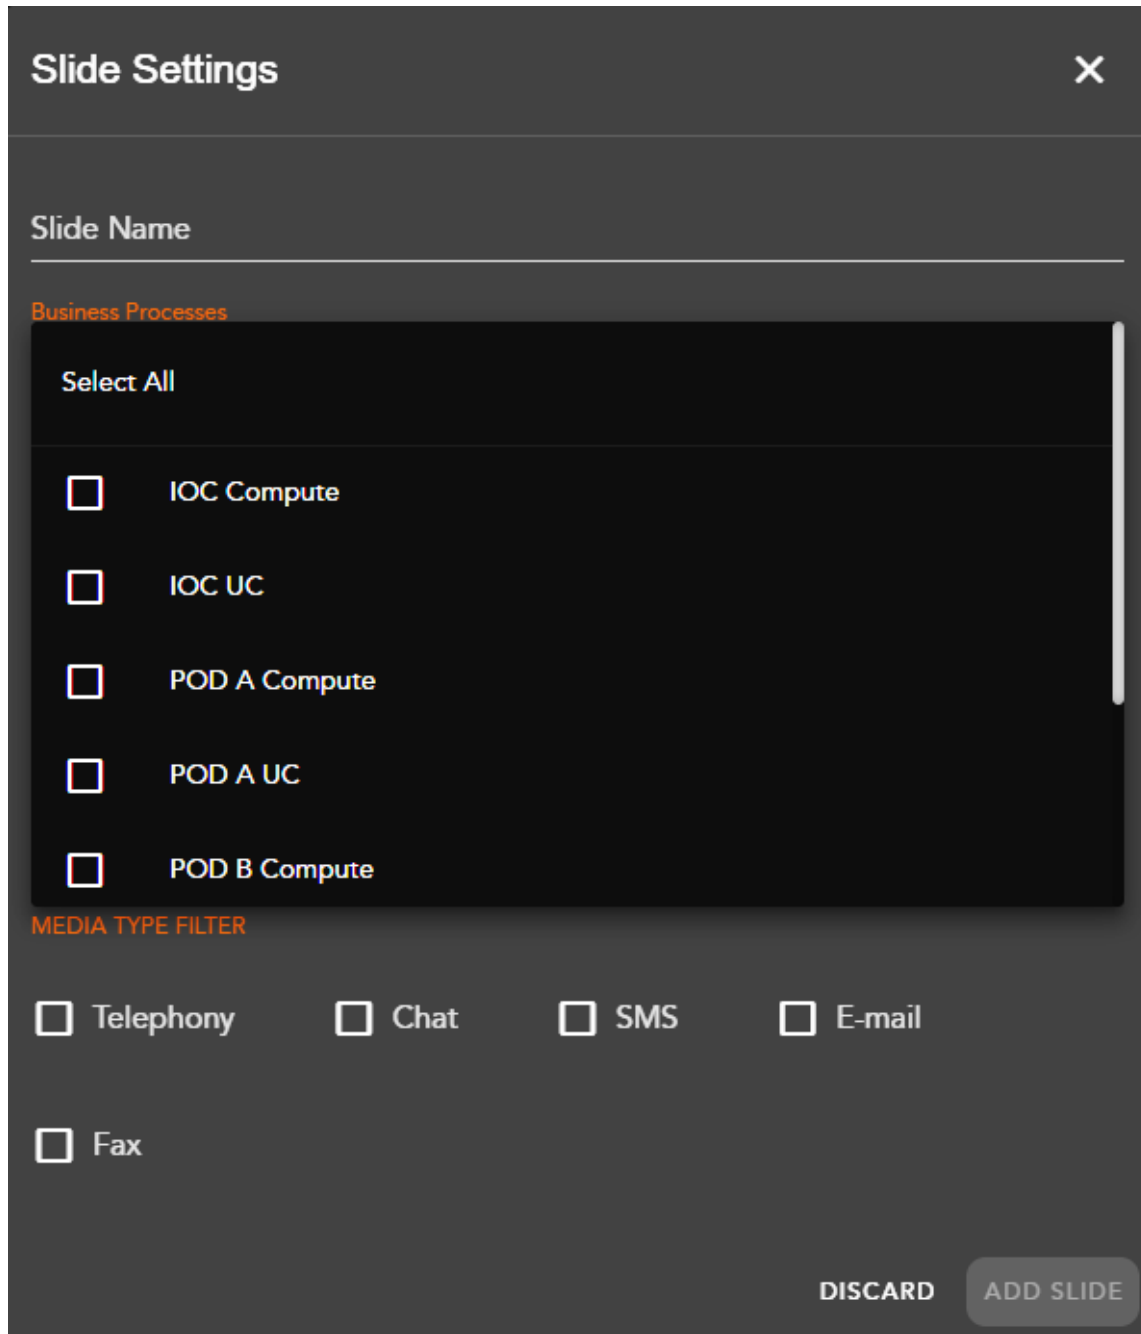 Slide Settings
Slide Name
Business Processes
Select All
IOC Compute
IOC UC
POD A Compute
POD A UC
POD B Compute
MEDIA TYPE FILTER
Telephony Chat SMS E-mail
Fax
DISCARD ADD SLIDE